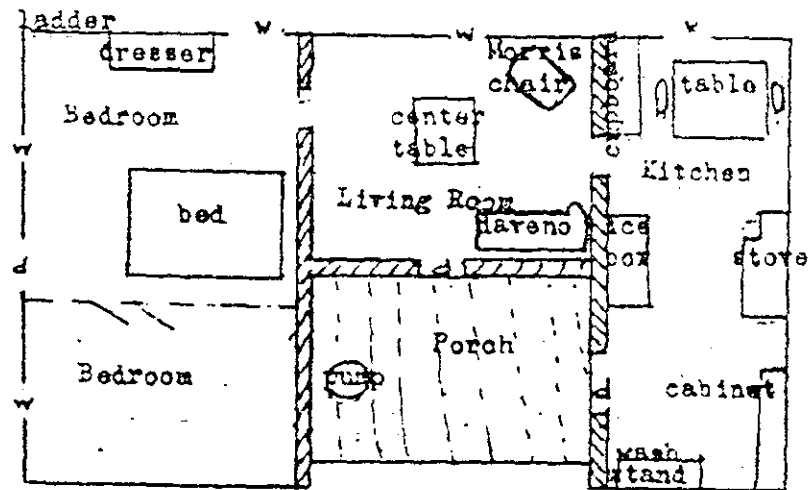 ladder
w
w
w
dresser
Morris
chair
cupboard
table
Bedroom
center
table
w
Kitchen
bed
Living Room
Daveno
ice
box
stove
d
d
Porch
Bedroom
pump
d
cabinet
w
wash
stand